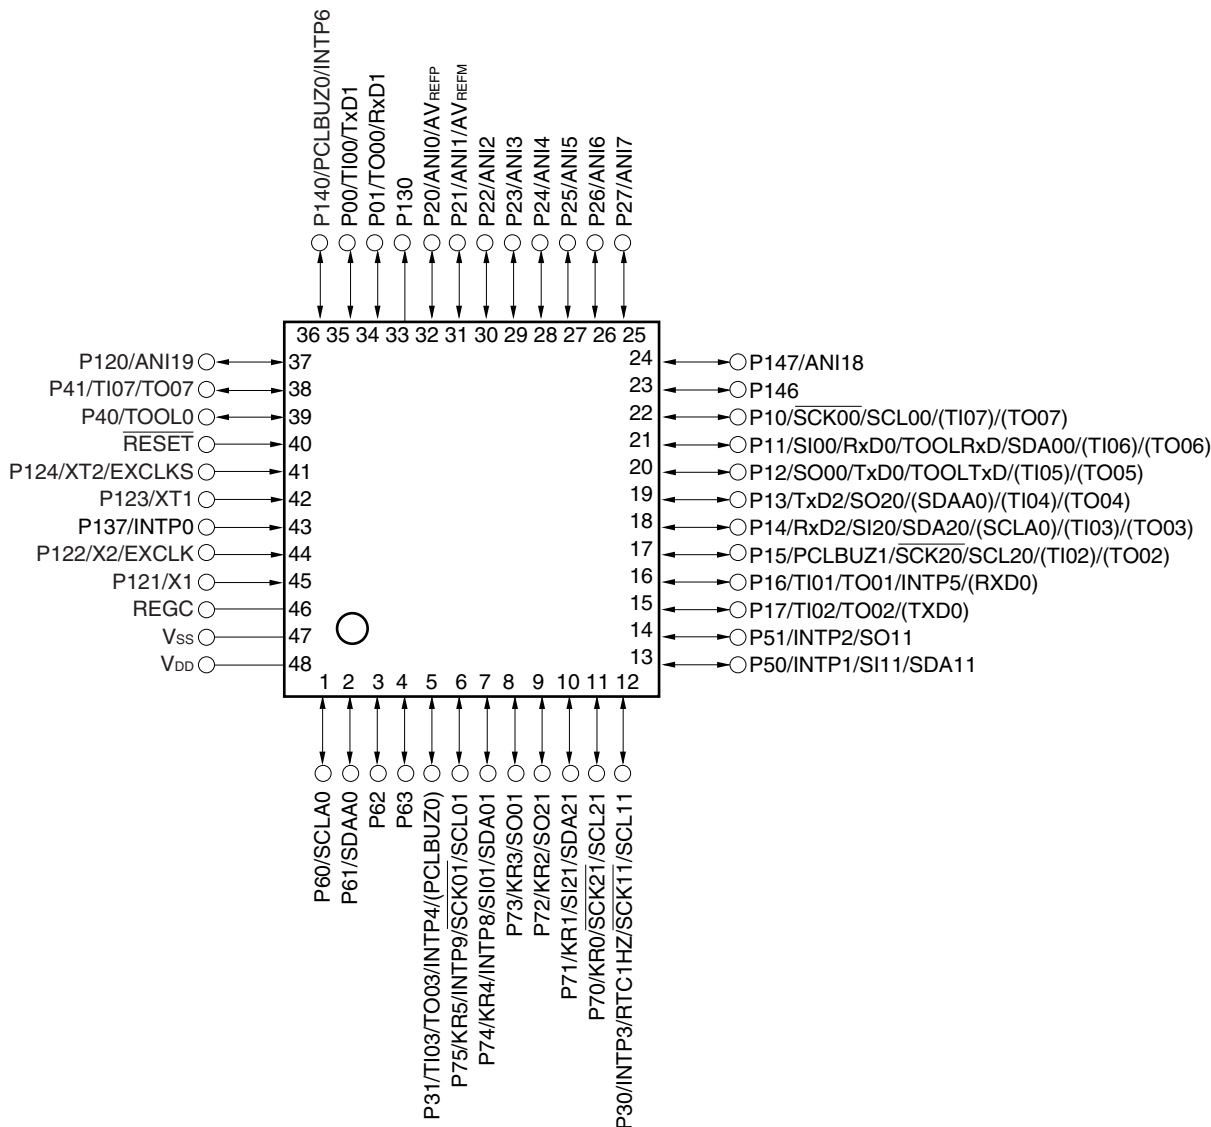 P140/PCLBUZ0/INTP6
P00/TI00/TxD1
P01/TO00/RxD1
P130
P20/ANI0/AVREFP
P21/ANI1/AVREFM
P22/ANI2
P23/ANI3
P24/ANI4
P25/ANI5
P26/ANI6
P27/ANI7
36 35 34 33 32 31 30 29 28 27 26 25
P120/ANI19 37
P41/TI07/TO07 38
P40/TOOL0 39
RESET 40
P124/XT2/EXCLKS 41
P123/XT1 42
P137/INTP0 43
P122/X2/EXCLK 44
P121/X1 45
REGC 46
VSS 47
VDD 48
24 P147/ANI18
23 P146
22 P10/SCK00/SCL00/(TI07)/(TO07)
21 P11/SI00/RxD0/TOOLRxD/SDA00/(TI06)/(TO06)
20 P12/SO00/TxD0/TOOLTxD/(TI05)/(TO05)
19 P13/TxD2/SO20/(SDAA0)/(TI04)/(TO04)
18 P14/RxD2/SI20/SDA20/(SCLA0)/(TI03)/(TO03)
17 P15/PCLBUZ1/SCK20/SCL20/(TI02)/(TO02)
16 P16/TI01/TO01/INTP5/(RXD0)
15 P17/TI02/TO02/(TXD0)
14 P51/INTP2/SO11
13 P50/INTP1/SI11/SDA11
1 2 3 4 5 6 7 8 9 10 11 12
P60/SCLA0
P61/SDAA0
P62
P63
P31/TI03/TO03/INTP4/(PCLBUZ0)
P75/KR5/INTP9/SCK01/SCL01
P74/KR4/INTP8/SI01/SDA01
P73/KR3/SO01
P72/KR2/SO21
P71/KR1/SI21/SDA21
P70/KR0/SCK21/SCL21
P30/INTP3/RTC1HZ/SCK11/SCL11